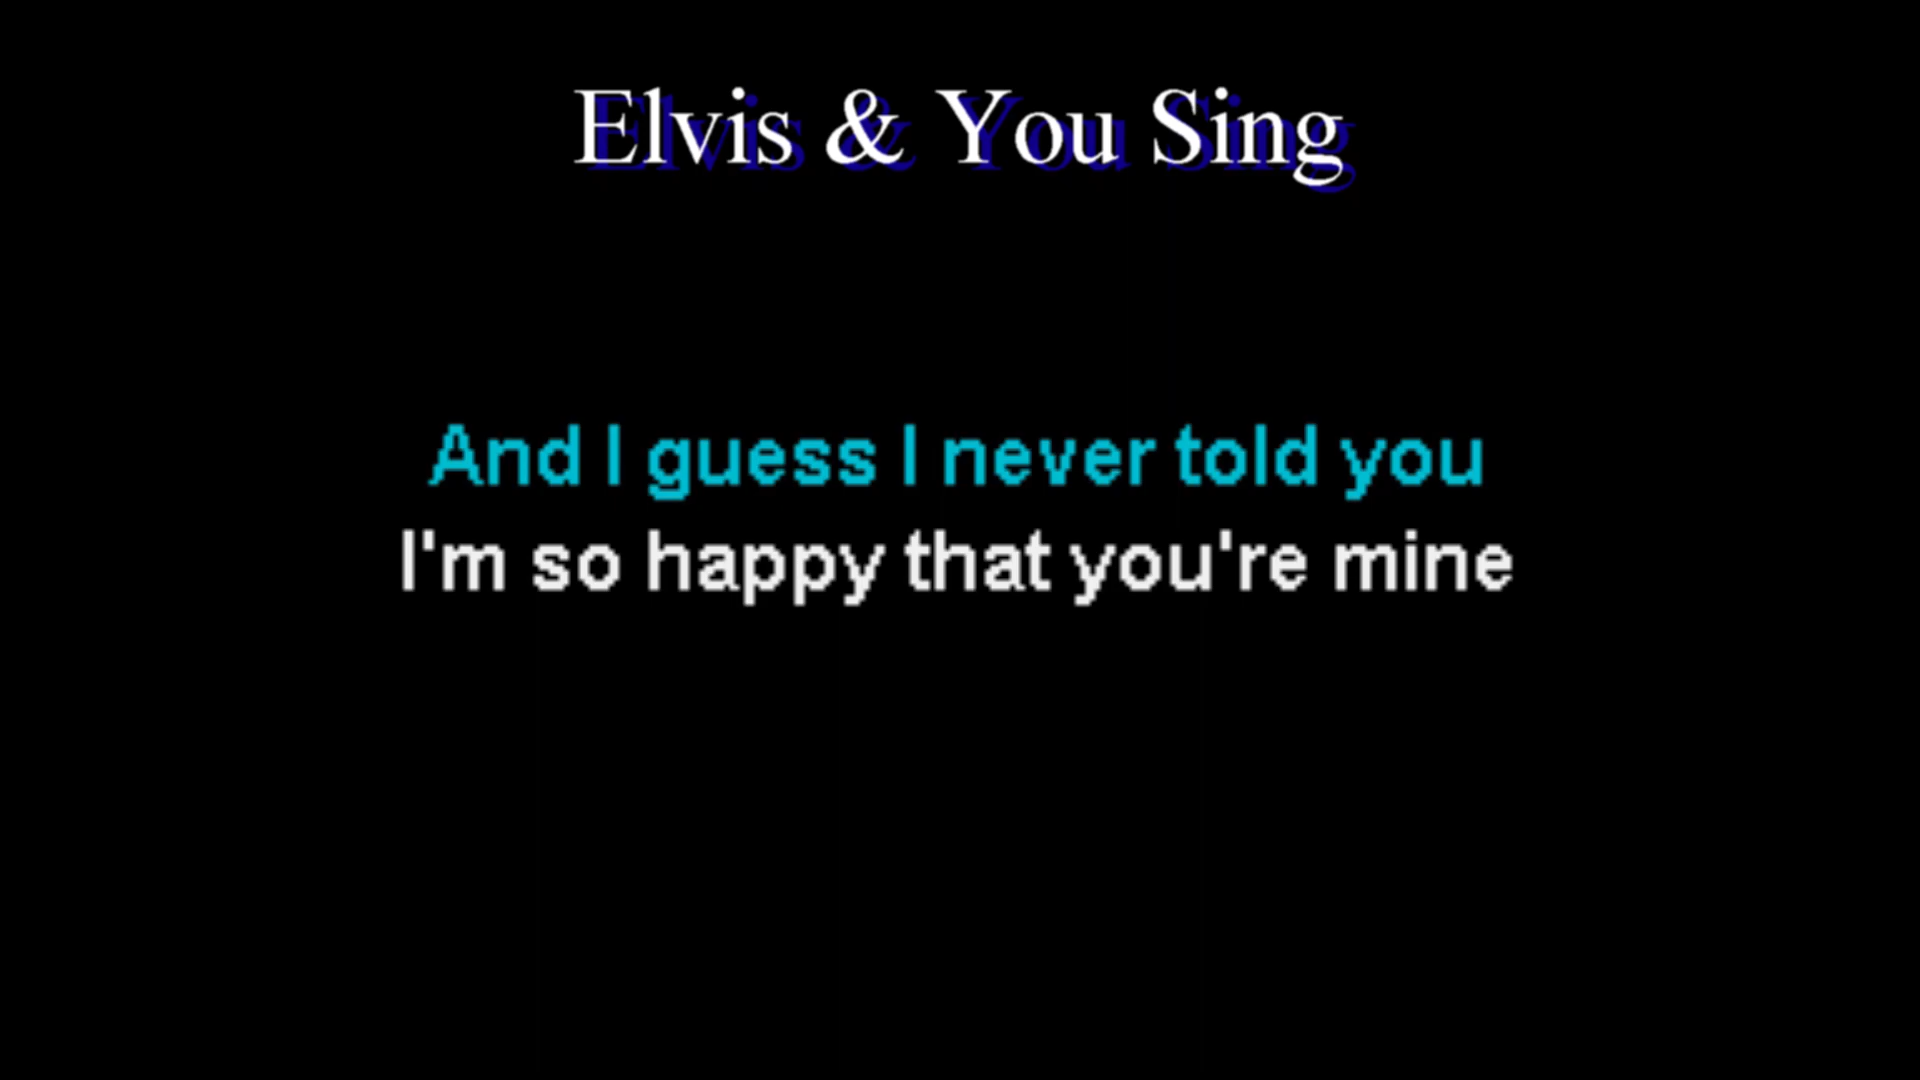 Elvis & You Sing
And I guess I never told you
I'm so happy that you're mine